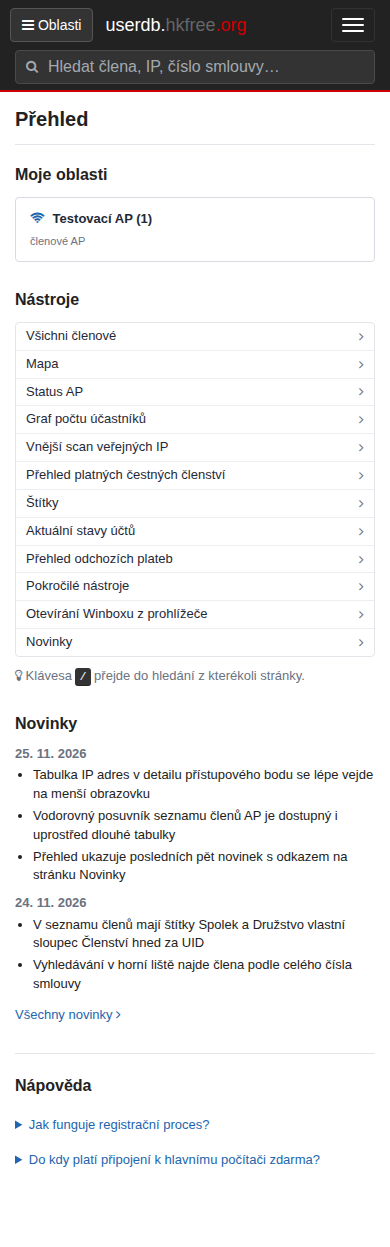 Oblasti userdb.hkfree.org
Hledat člena, IP, číslo smlouvy…
Přehled
Moje oblasti
Testovací AP (1)
členové AP
Nástroje
Všichni členové
Mapa
Status AP
Graf počtu účastníků
Vnější scan veřejných IP
Přehled platných čestných členství
Štítky
Aktuální stavy účtů
Přehled odchozích plateb
Pokročilé nástroje
Otevírání Winboxu z prohlížeče
Novinky
Klávesa / přejde do hledání z kterékoli stránky.
Novinky
25. 11. 2026
Tabulka IP adres v detailu přístupového bodu se lépe vejde
na menší obrazovku
Vodorovný posuvník seznamu členů AP je dostupný i
uprostřed dlouhé tabulky
Přehled ukazuje posledních pět novinek s odkazem na
stránku Novinky
24. 11. 2026
V seznamu členů mají štítky Spolek a Družstvo vlastní
sloupec Členství hned za UID
Vyhledávání v horní liště najde člena podle celého čísla
smlouvy
Všechny novinky
Nápověda
Jak funguje registrační proces?
Do kdy platí připojení k hlavnímu počítači zdarma?